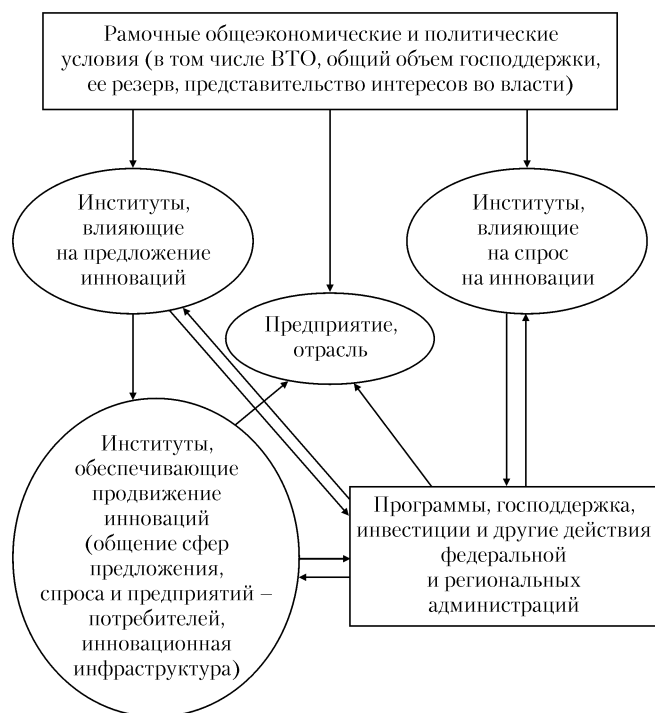 Рамочные общеэкономические и политические
условия (в том числе ВТО, общий объем господдержки,
ее резерв, представительство интересов во власти)
Институты,
влияющие
на предложение
инноваций
Институты,
влияющие
на спрос
на инновации
Предприятие,
отрасль
Институты,
обеспечивающие
продвижение
инноваций
(общение сфер
предложения,
спроса и предприятий –
потребителей,
инновационная
инфраструктура)
Программы, господдержка,
инвестиции и другие действия
федеральной
и региональных
администраций